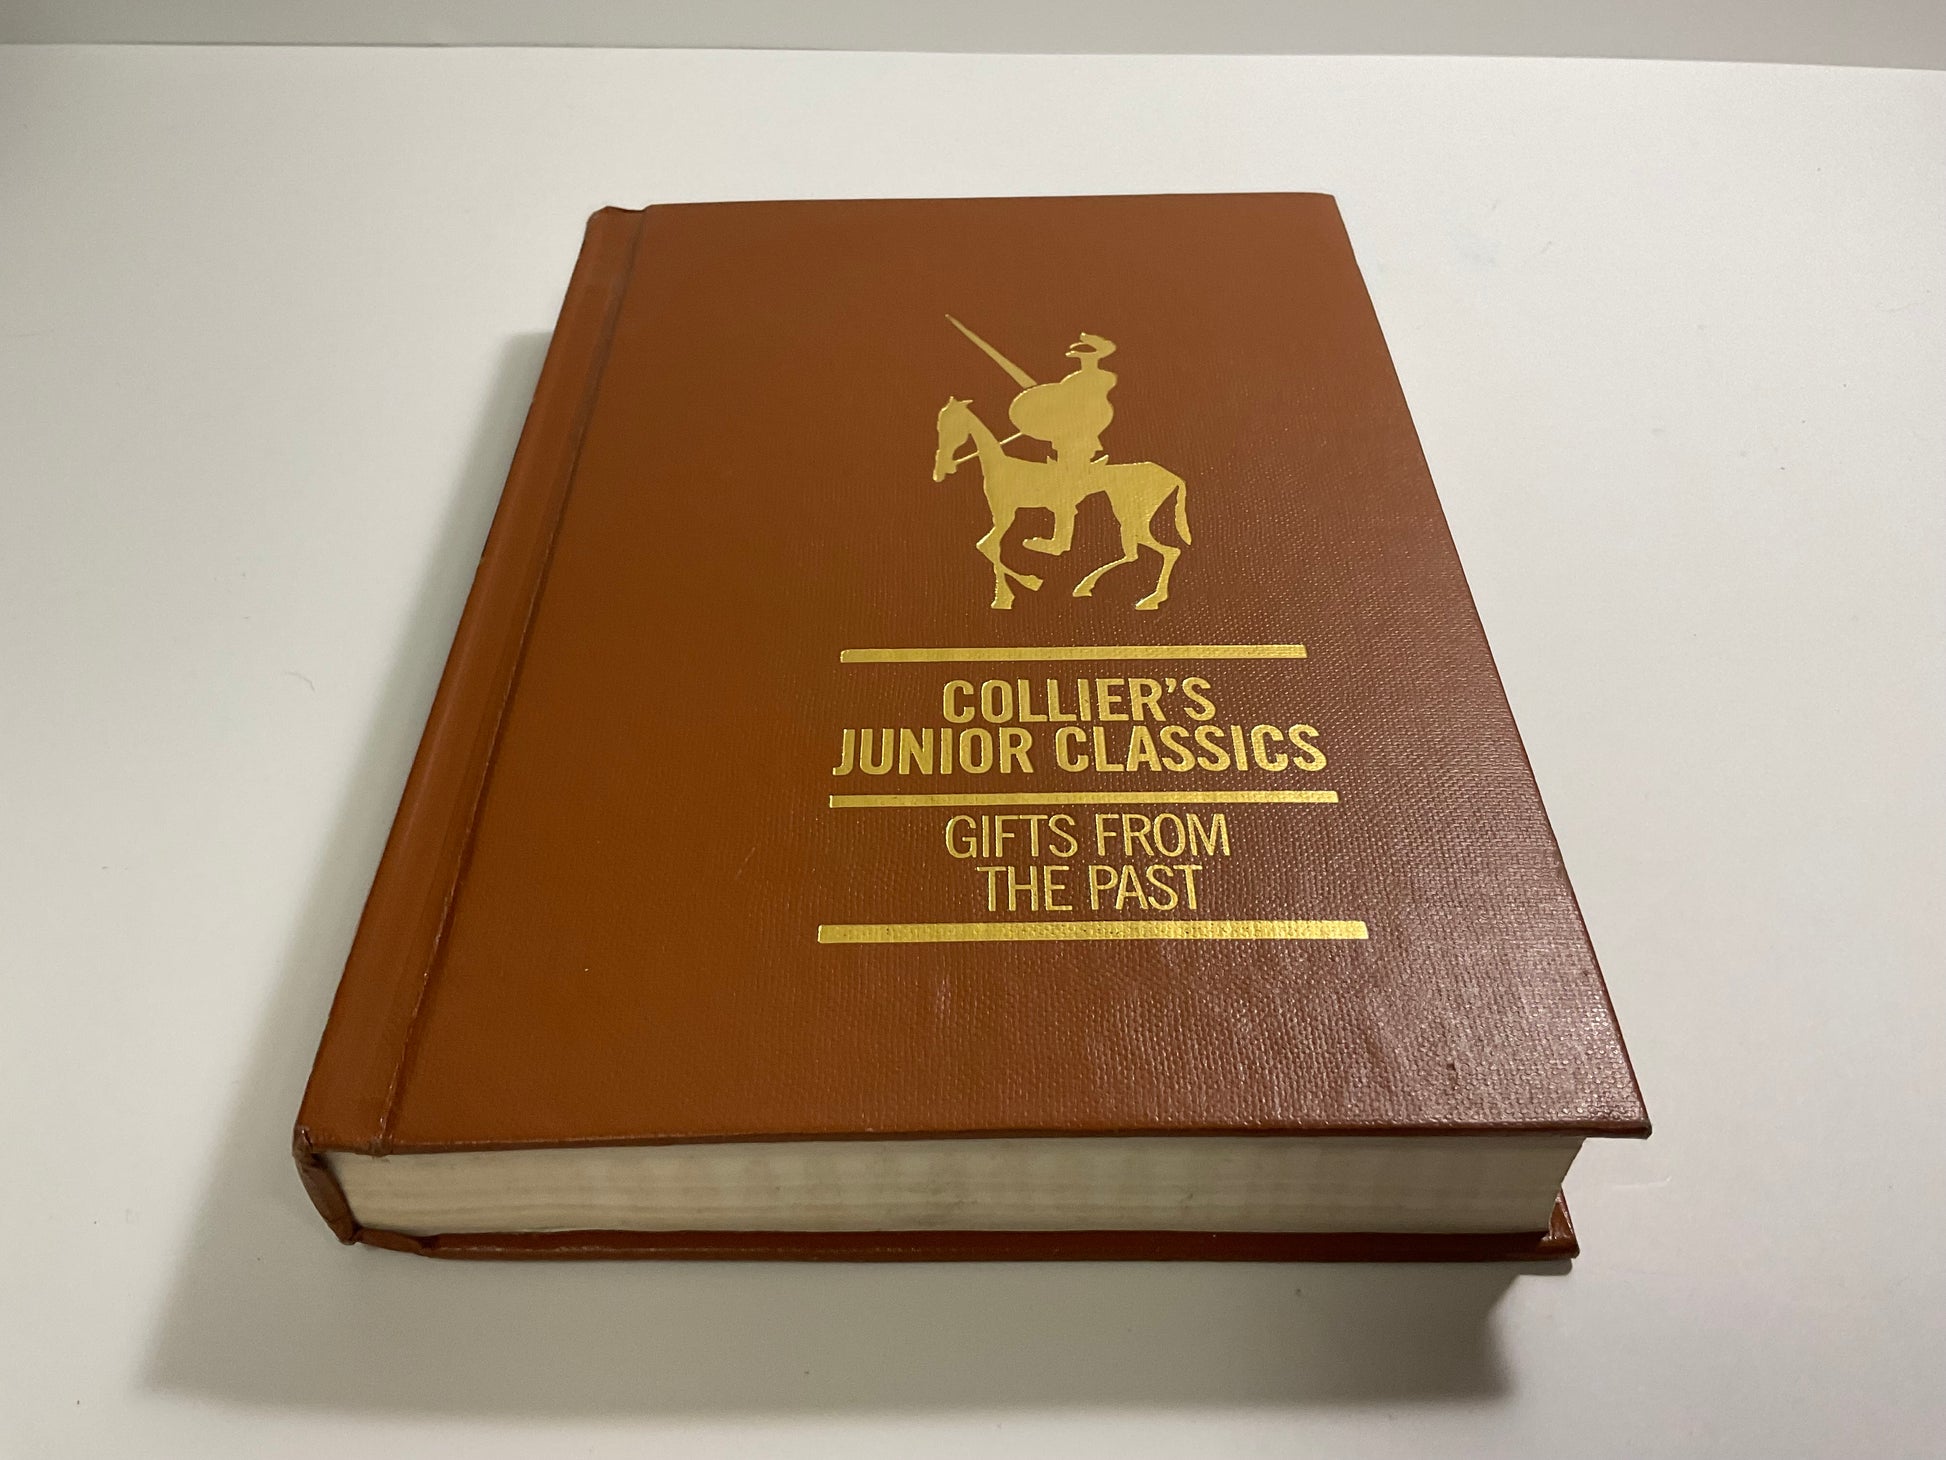 COLLIER'S
JUNIOR CLASSICS
GIFTS FROM
THE PAST